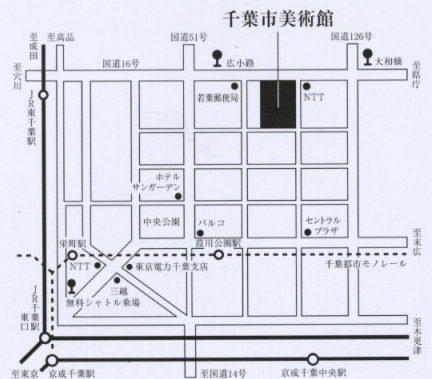 千葉市美術館
至成田
至高品
国道51号
国道126号
国道16号
広小路
大和橋
至穴川
至県庁
JR東千葉駅
若葉郵便局
NTT
ホテル
サンガーデン
中央公園
パルコ
セントラル
プラザ
栄町駅
葭川公園駅
至末広
千葉都市モノレール
NTT
東京電力千葉支店
三越
無料シャトル乗場
JR千葉駅
東口
至木更津
至東京
京成千葉駅
至国道14号
京成千葉中央駅